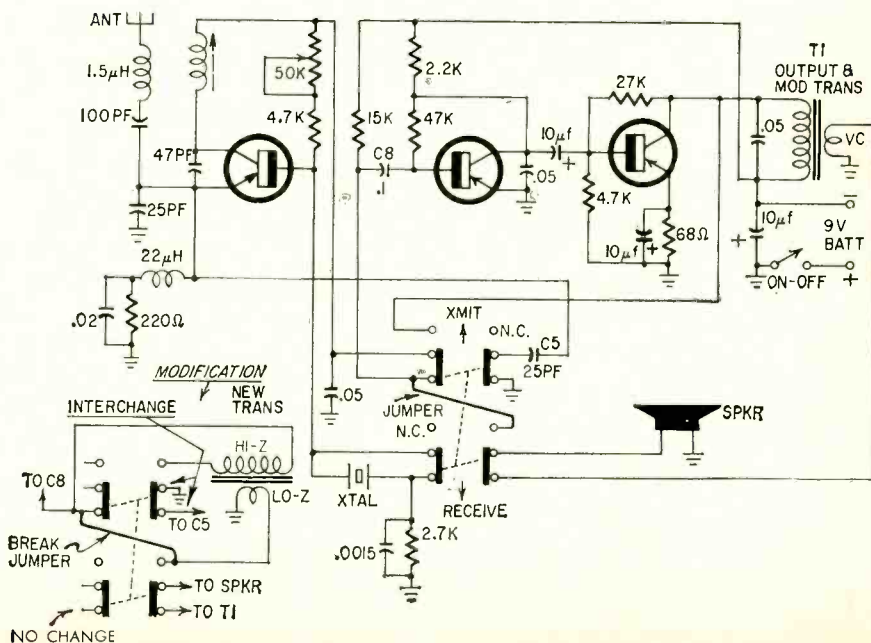 ANT
1.5µH
100PF
47PF
25PF
22µH
.02
220Ω
50K
4.7K
15K
2.2K
47K
C8
.1
.05
10µf
+
27K
4.7K
10µf
+
68Ω
T1
OUTPUT &
MOD TRANS
.05
VC
10µf
+
−
9V
BATT
ON-OFF
+
XMIT
N.C.
C5
25PF
.05
JUMPER
N.C.
SPKR
XTAL
RECEIVE
.0015
2.7K
MODIFICATION
NEW
TRANS
INTERCHANGE
HI-Z
LO-Z
TO C8
TO C5
BREAK
JUMPER
TO SPKR
TO T1
NO CHANGE